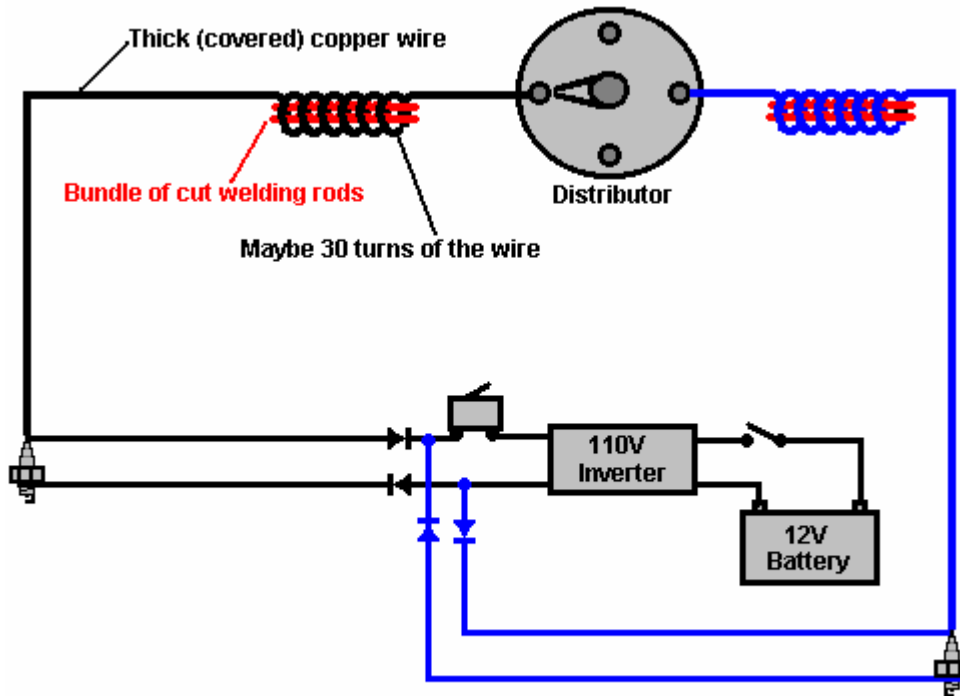 Thick (covered) copper wire
Bundle of cut welding rods
Distributor
Maybe 30 turns of the wire
110V
Inverter
12V
Battery